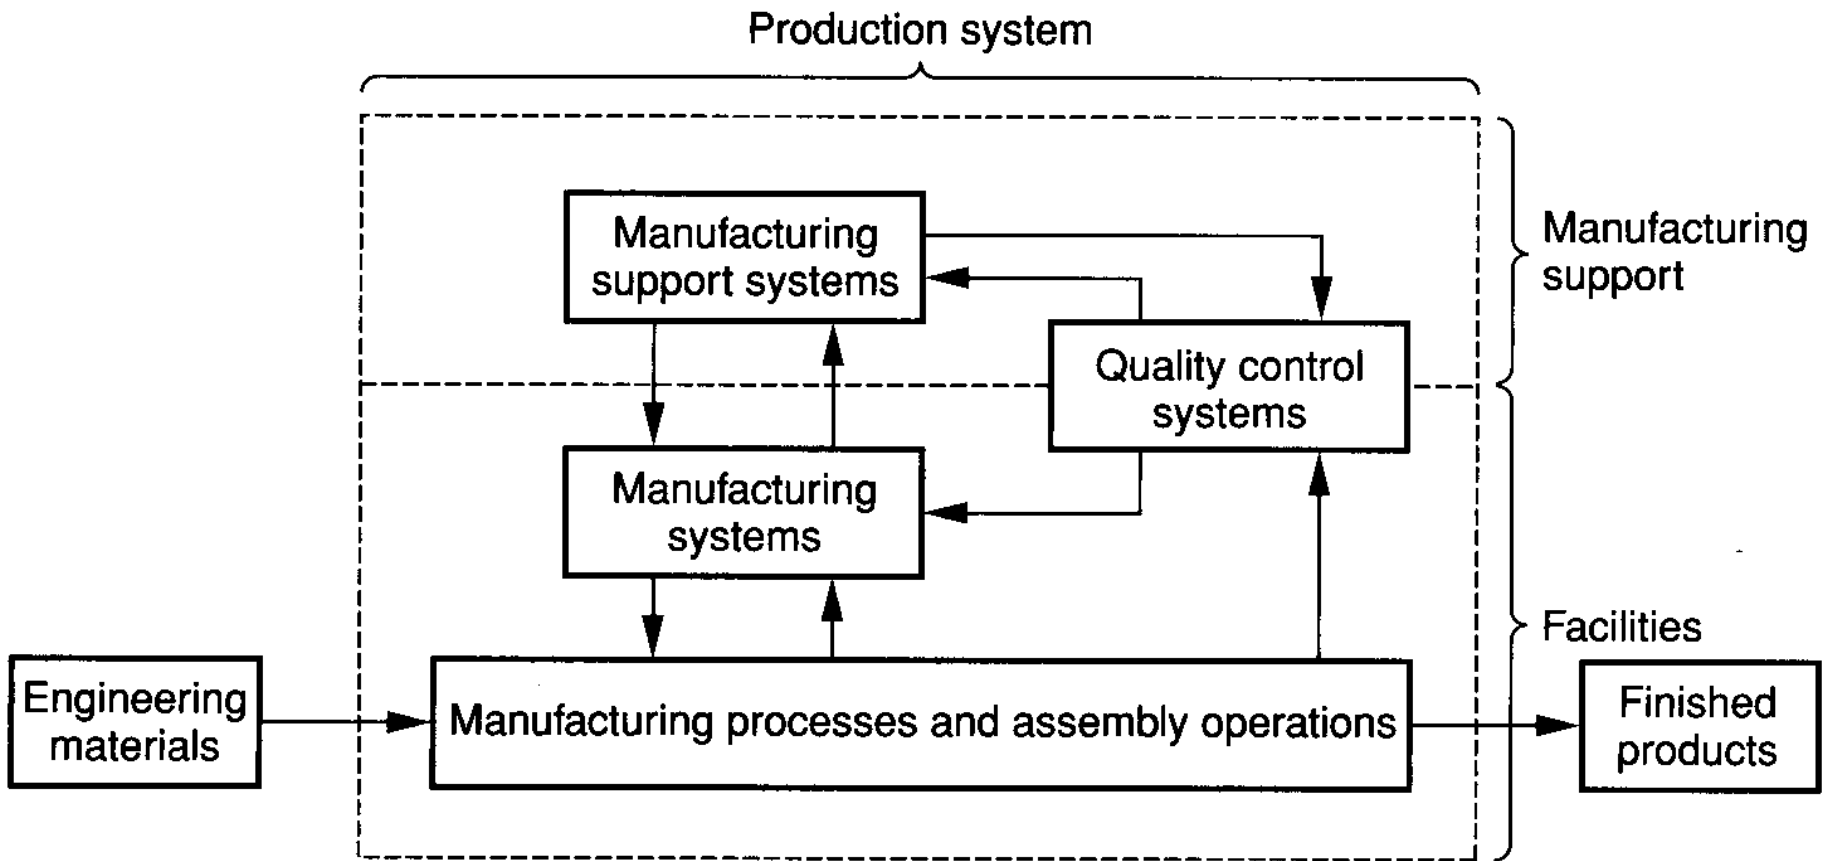 Production system
Manufacturing
support systems
Manufacturing
support
Quality control
systems
Manufacturing
systems
Facilities
Engineering
materials
Manufacturing processes and assembly operations
Finished
products